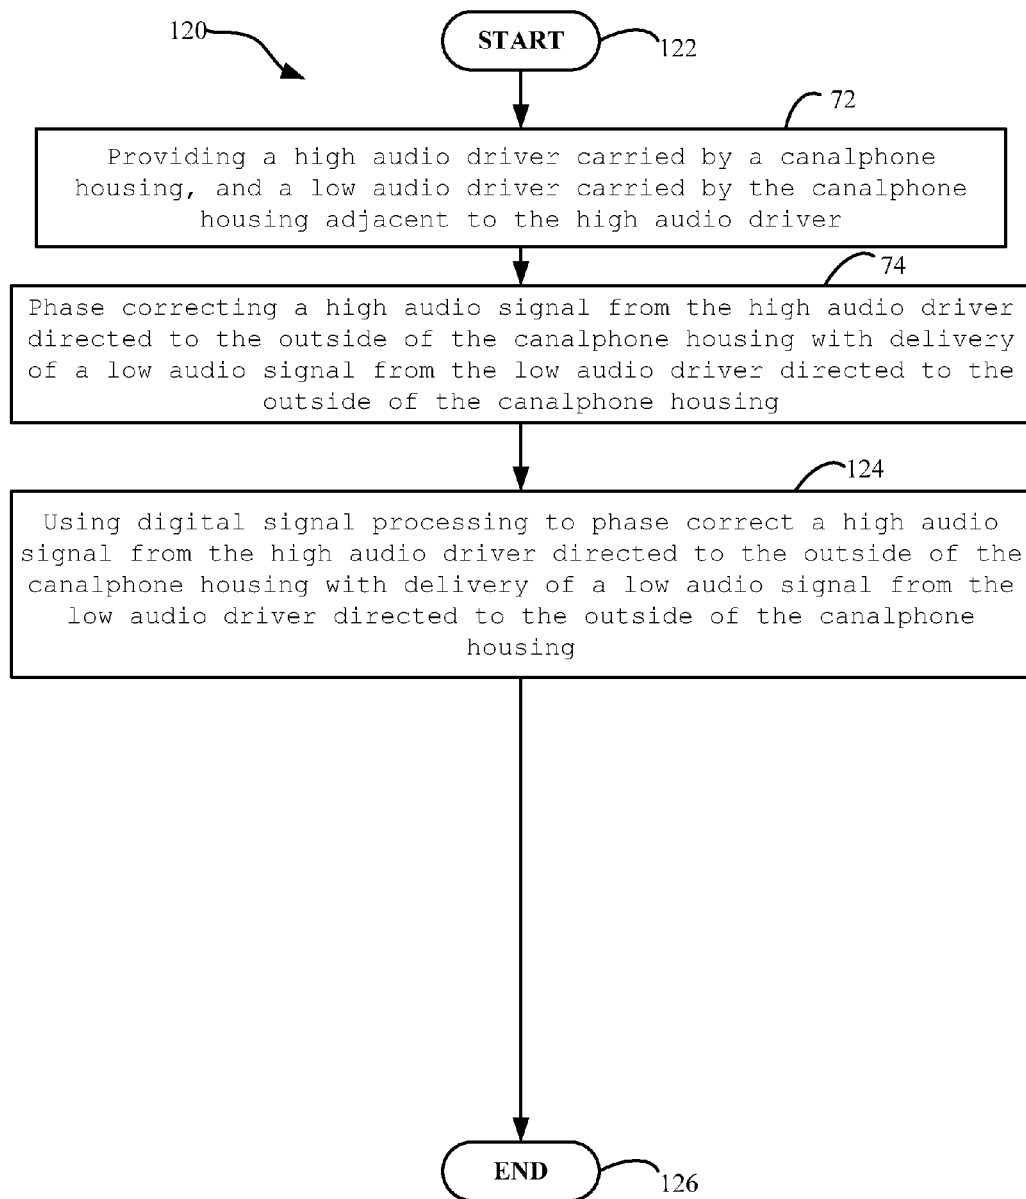 120
START
122
72
Providing a high audio driver carried by a canalphone
housing, and a low audio driver carried by the canalphone
housing adjacent to the high audio driver
74
Phase correcting a high audio signal from the high audio driver
directed to the outside of the canalphone housing with delivery
of a low audio signal from the low audio driver directed to the
outside of the canalphone housing
124
Using digital signal processing to phase correct a high audio
signal from the high audio driver directed to the outside of the
canalphone housing with delivery of a low audio signal from the
low audio driver directed to the outside of the canalphone
housing
END
126